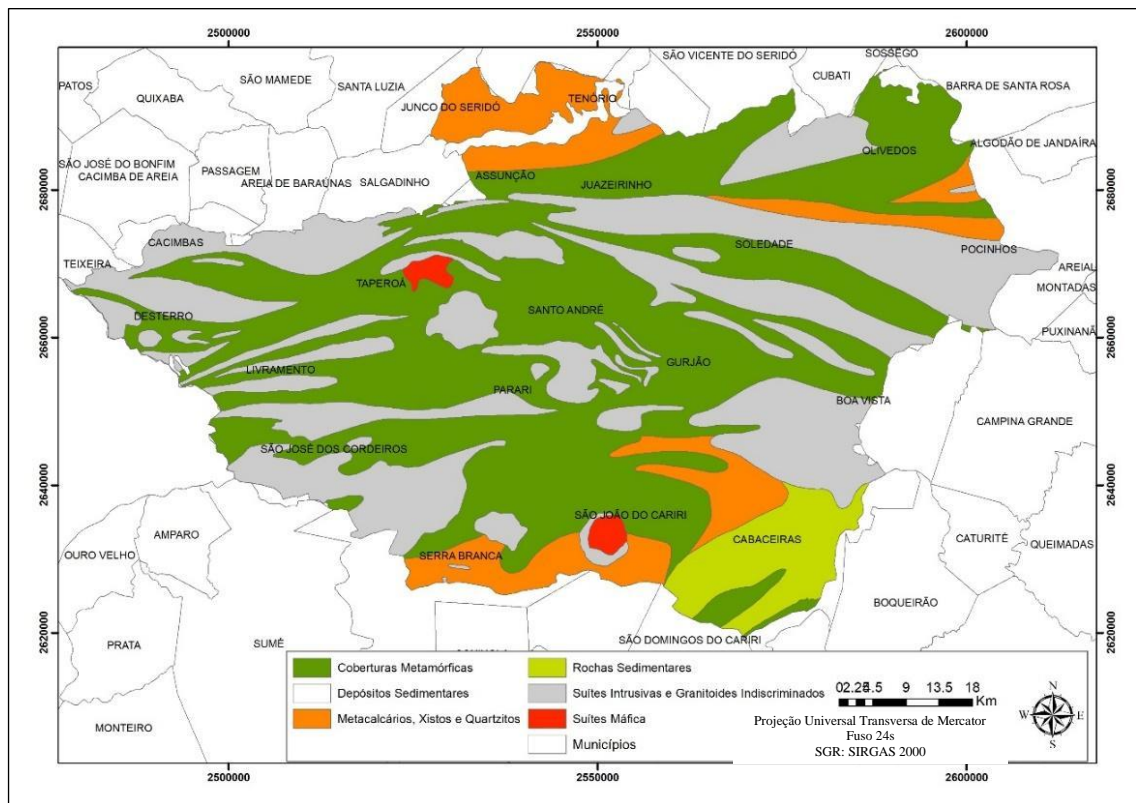 2500000
2550000
2600000
SÃO VICENTE DO SERIDÓ
SOSSÊGO
PATOS
SÃO MAMEDE
SANTA LUZIA
CUBATI
BARRA DE SANTA ROSA
QUIXABA
JUNCO DO SERIDÓ
TENÓRIO
ALGODÃO DE JANDAÍRA
OLIVEDOS
SÃO JOSÉ DO BONFIM
CACIMBA DE AREIA
PASSAGEM
AREIA DE BARAÚNAS
SALGADINHO
ASSUNÇÃO
JUAZEIRINHO
2680000
2680000
CACIMBAS
SOLEDADE
POCINHOS
TEIXEIRA
AREIAL
TAPEROÁ
MONTADAS
DESTERRO
SANTO ANDRÉ
PUXINANÃ
2660000
2660000
LIVRAMENTO
GURJÃO
PARARI
BOA VISTA
CAMPINA GRANDE
SÃO JOSÉ DOS CORDEIROS
2640000
2640000
SÃO JOÃO DO CARIRI
AMPARO
OURO VELHO
SERRA BRANCA
CABACEIRAS
CATURITÉ
QUEIMADAS
BOQUEIRÃO
2620000
2620000
PRATA
SUMÉ
SÃO DOMINGOS DO CARIRI
MONTEIRO
Coberturas Metamórficas
Rochas Sedimentares
Depósitos Sedimentares
Suítes Intrusivas e Granitoides Indiscriminados
Metacalcários, Xistos e Quartzitos
Suítes Máfica
Municípios
9 13.5 18
Km
N
W E
S
Projeção Universal Transversa de Mercator
Fuso 24s
SGR: SIRGAS 2000
2500000
2550000
2600000